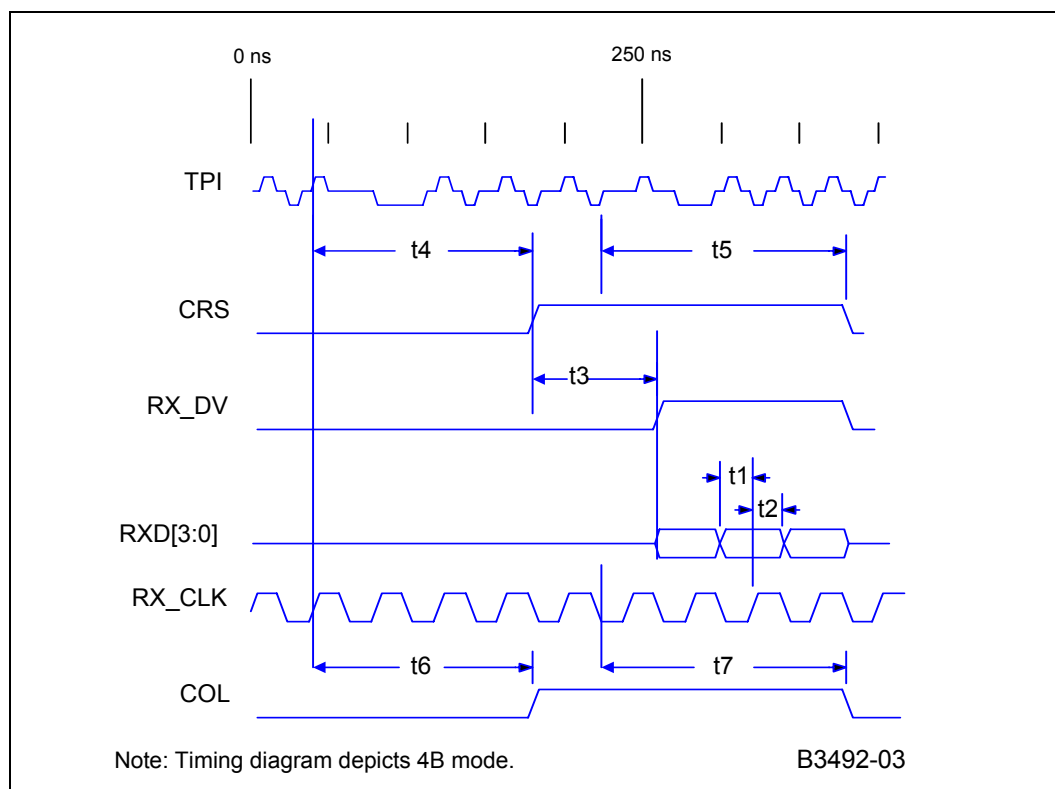 0 ns 250 ns
TPI
t4 t5
CRS
t3
RX_DV
t1
t2
RXD[3:0]
RX_CLK
t6 t7
COL
Note: Timing diagram depicts 4B mode. B3492-03